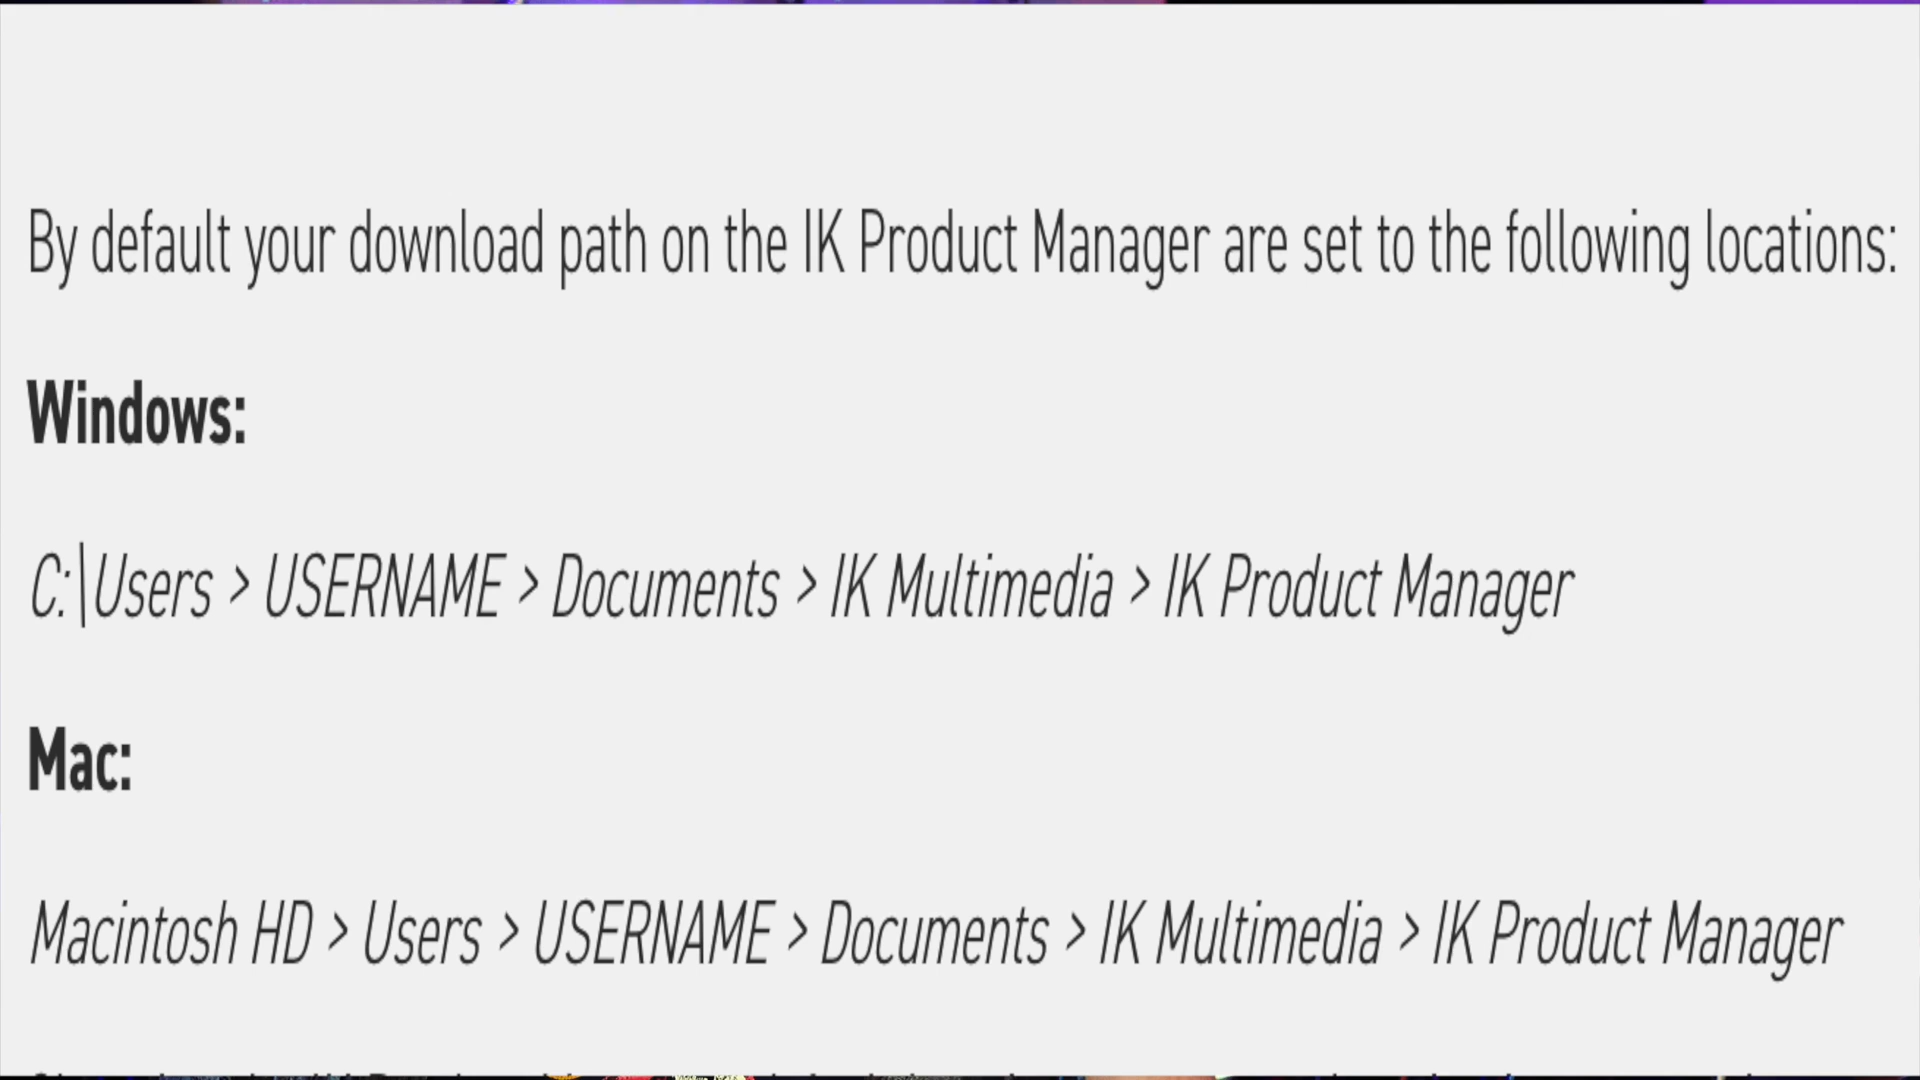 By default your download path on the IK Product Manager are set to the following locations:
Windows:
C:|Users > USERNAME > Documents > IK Multimedia > IK Product Manager
Mac:
Macintosh HD > Users > USERNAME > Documents > IK Multimedia > IK Product Manager